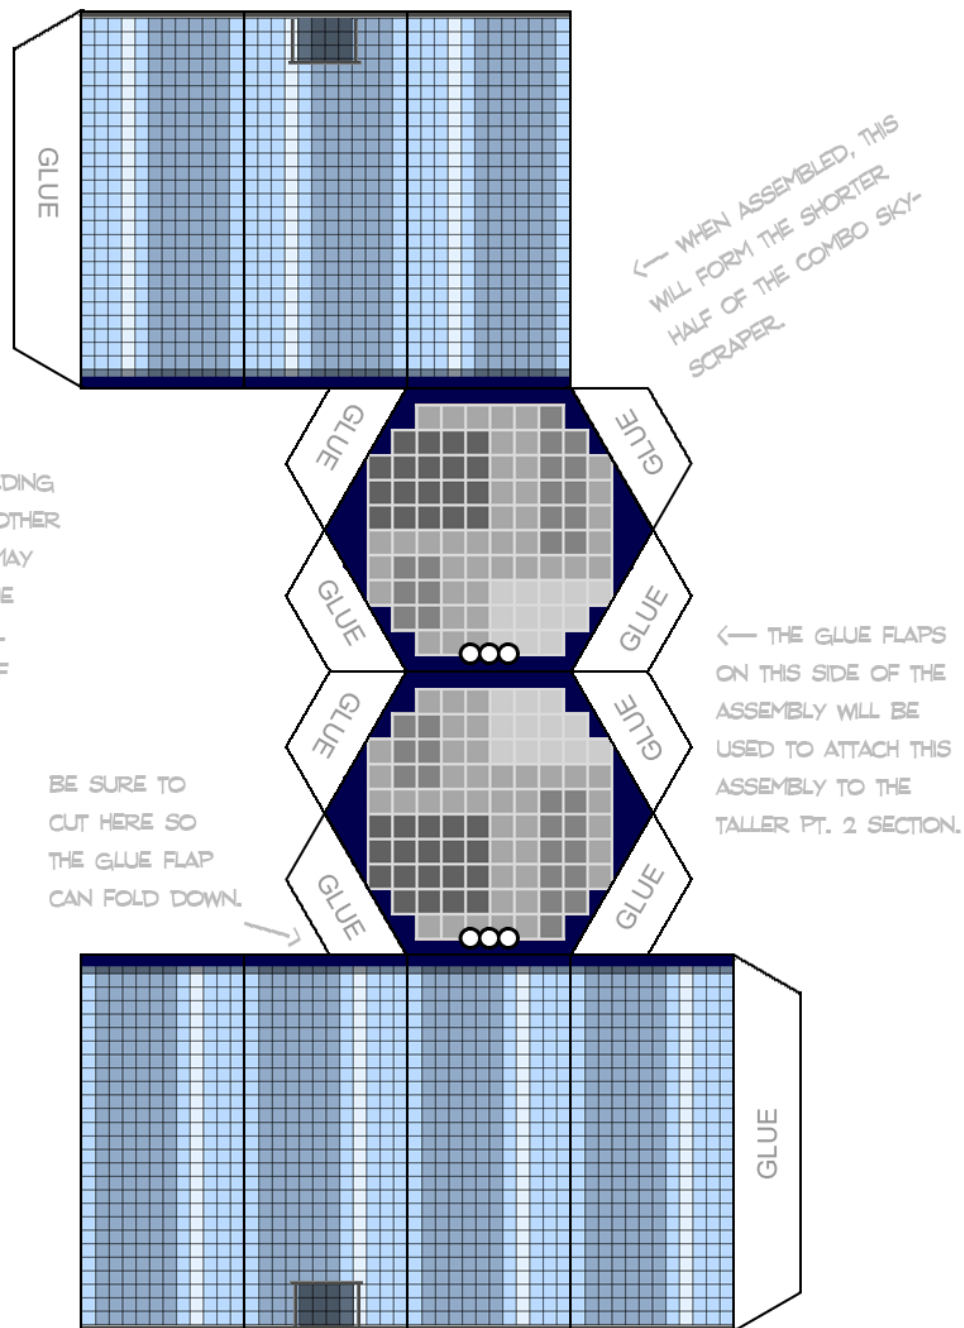 GLUE
<— WHEN ASSEMBLED, THIS
WILL FORM THE SHORTER
HALF OF THE COMBO SKY-
SCRAPER.
GLUE
GLUE
DING
OTHER
MAY
E
-
F
GLUE
GLUE
<— THE GLUE FLAPS
ON THIS SIDE OF THE
ASSEMBLY WILL BE
USED TO ATTACH THIS
ASSEMBLY TO THE
TALLER PT. 2 SECTION.
GLUE
GLUE
BE SURE TO
CUT HERE SO
THE GLUE FLAP
CAN FOLD DOWN.
—>
GLUE
GLUE
GLUE